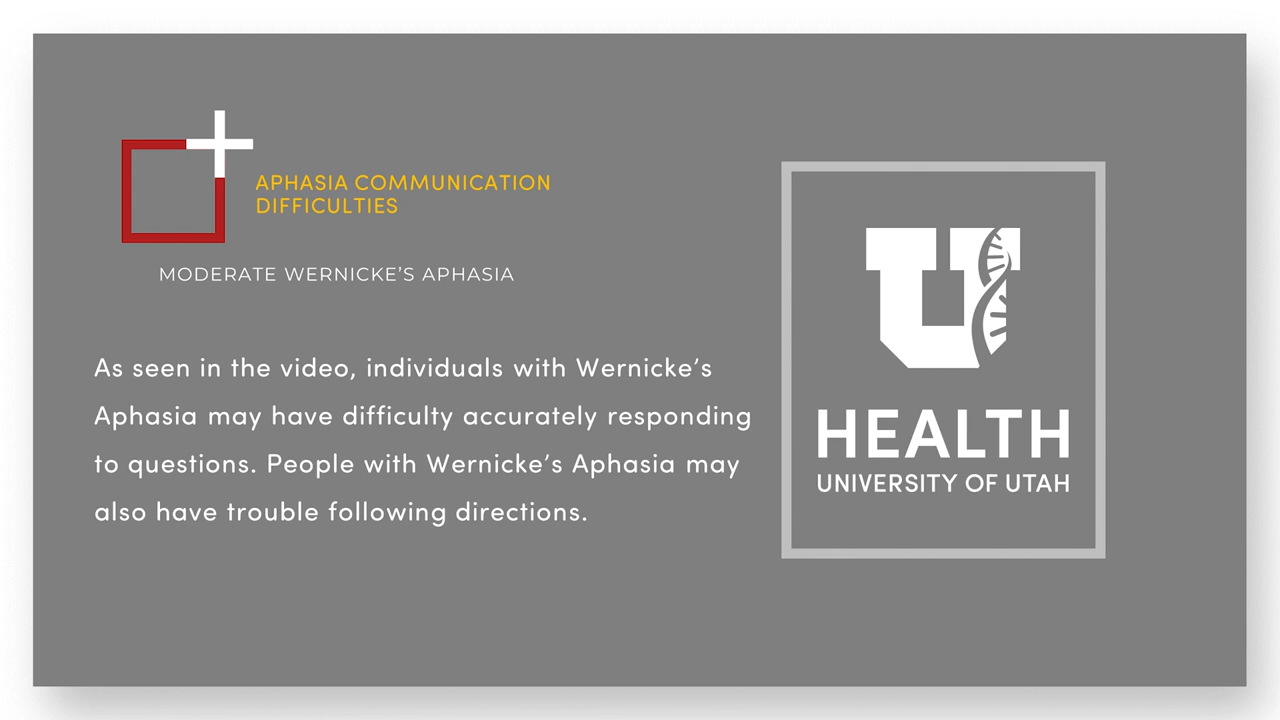 APHASIA COMMUNICATION
DIFFICULTIES
MODERATE WERNICKE’S APHASIA
As seen in the video, individuals with Wernicke’s
Aphasia may have difficulty accurately responding
to questions. People with Wernicke’s Aphasia may
also have trouble following directions.
U
HEALTH
UNIVERSITY OF UTAH